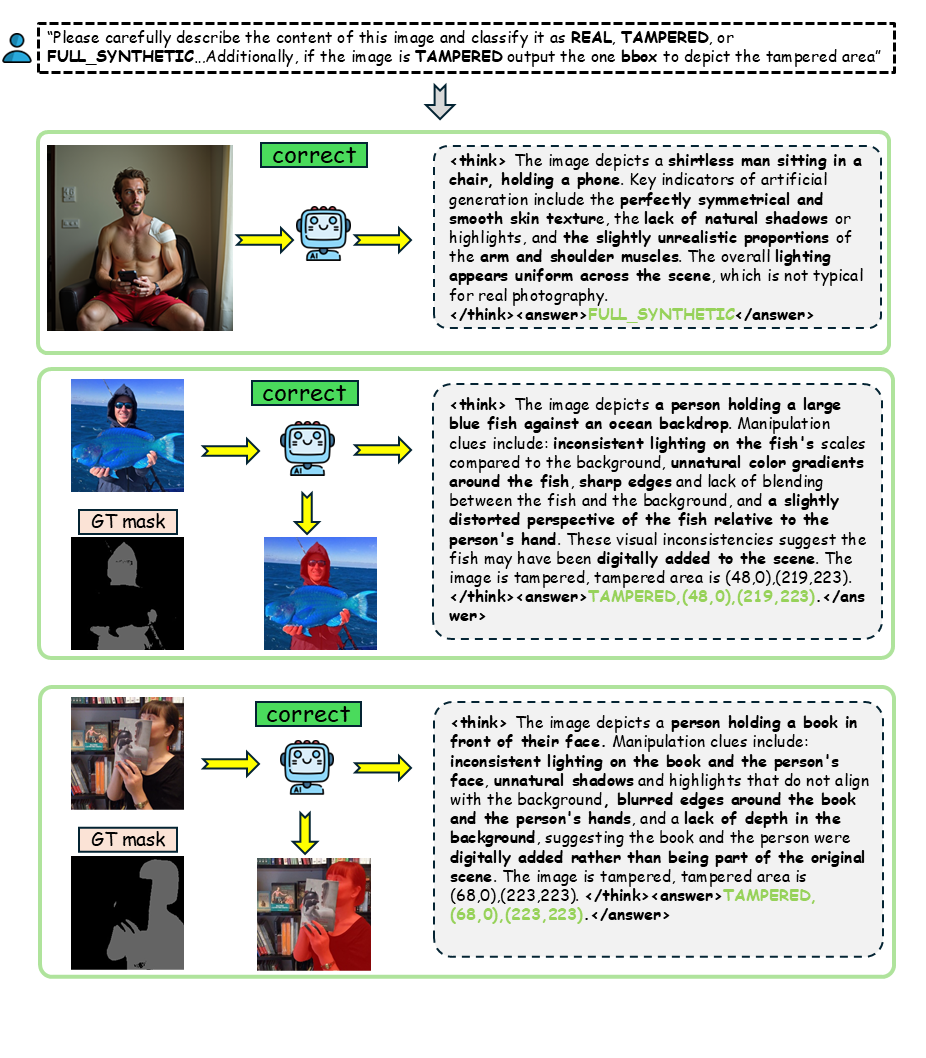 "Please carefully describe the content of this image and classify it as REAL, TAMPERED, or
FULL_SYNTHETIC...Additionally, if the image is TAMPERED output the one bbox to depict the tampered area"
correct
AI
<think> The image depicts a shirtless man sitting in a
chair, holding a phone. Key indicators of artificial
generation include the perfectly symmetrical and
smooth skin texture, the lack of natural shadows or
highlights, and the slightly unrealistic proportions of
the arm and shoulder muscles. The overall lighting
appears uniform across the scene, which is not typical
for real photography.
</think><answer>FULL_SYNTHETIC</answer>
correct
AI
GT mask
<think> The image depicts a person holding a large
blue fish against an ocean backdrop. Manipulation
clues include: inconsistent lighting on the fish's scales
compared to the background, unnatural color gradients
around the fish, sharp edges and lack of blending
between the fish and the background, and a slightly
distorted perspective of the fish relative to the
person's hand. These visual inconsistencies suggest the
fish may have been digitally added to the scene. The
image is tampered, tampered area is (48,0),(219,223).
</think><answer>TAMPERED,(48,0),(219,223).</ans
wer>
correct
AI
GT mask
<think> The image depicts a person holding a book in
front of their face. Manipulation clues include:
inconsistent lighting on the book and the person's
face, unnatural shadows and highlights that do not align
with the background, blurred edges around the book
and the person's hands, and a lack of depth in the
background, suggesting the book and the person were
digitally added rather than being part of the original
scene. The image is tampered, tampered area is
(68,0),(223,223). </think><answer>TAMPERED,
(68,0),(223,223).</answer>